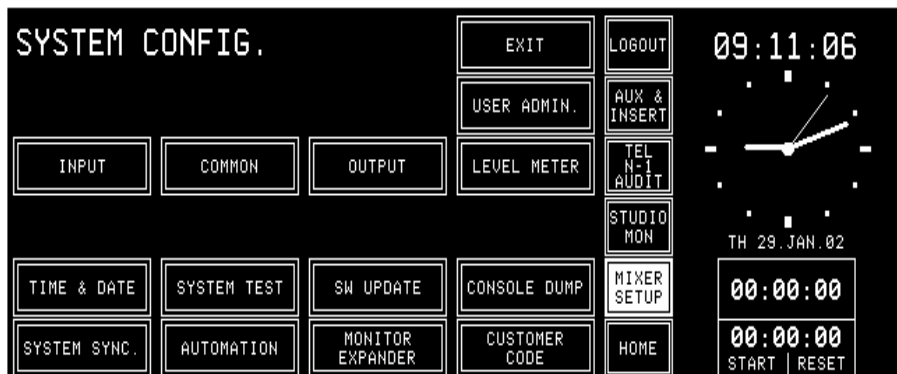 SYSTEM CONFIG.
EXIT
LOGOUT
09:11:06
USER ADMIN.
AUX &
INSERT
INPUT
COMMON
OUTPUT
LEVEL METER
TEL
N-1
AUDIT
STUDIO
MON
TH 29.JAN.02
TIME & DATE
SYSTEM TEST
SW UPDATE
CONSOLE DUMP
MIXER
SETUP
00:00:00
SYSTEM SYNC.
AUTOMATION
MONITOR
EXPANDER
CUSTOMER
CODE
HOME
00:00:00
START | RESET